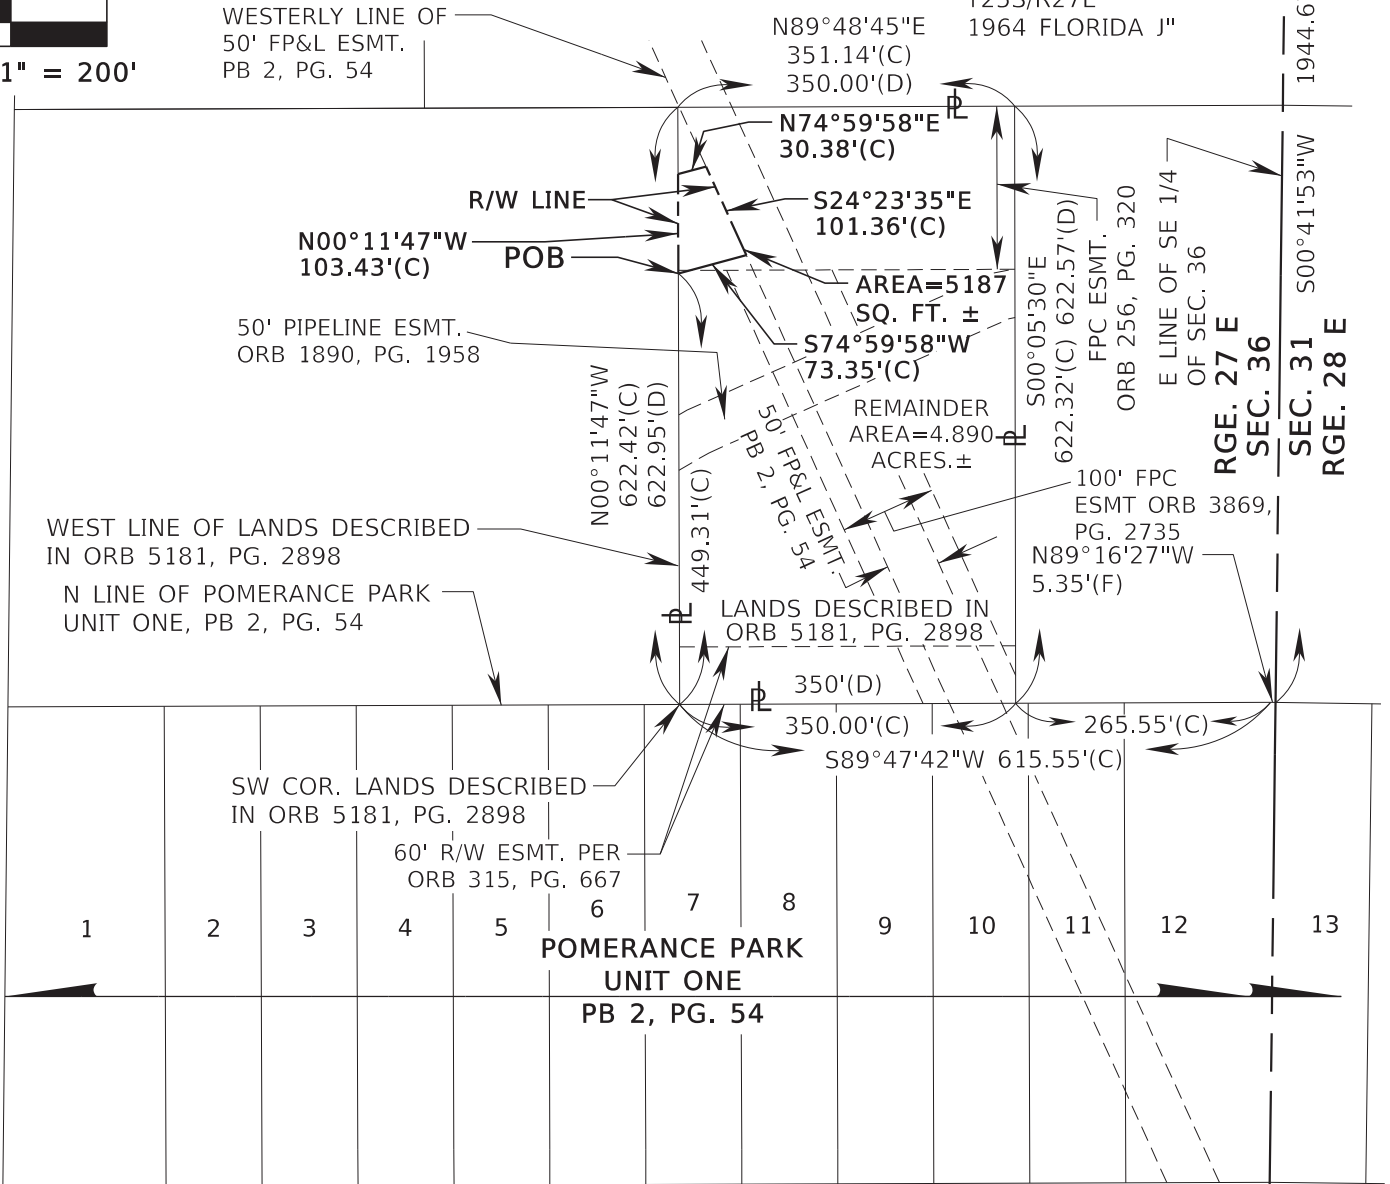 WESTERLY LINE OF
50' FP&L ESMT.
PB 2, PG. 54
1" = 200'
N89°48'45"E
351.14'(C)
350.00'(D)
1964 FLORIDA J"
1944.6
PL
N74°59'58"E
30.38'(C)
R/W LINE
S24°23'35"E
101.36'(C)
N00°11'47"W
103.43'(C)
POB
AREA=5187
SQ. FT. ±
S74°59'58"W
73.35'(C)
50' PIPELINE ESMT.
ORB 1890, PG. 1958
N00°11'47"W
622.42'(C)
622.95'(D)
449.31'(C)
50' FP&L ESMT.
PB 2, PG. 54
REMAINDER
AREA=4.890
ACRES.±
PL
S00°05'30"E
622.32'(C) 622.57'(D)
FPC ESMT.
ORB 256, PG. 320
E LINE OF SE 1/4
OF SEC. 36
S00°41'53"W
RGE. 27 E
SEC. 36
SEC. 31
RGE. 28 E
100' FPC
ESMT ORB 3869,
PG. 2735
N89°16'27"W
5.35'(F)
WEST LINE OF LANDS DESCRIBED
IN ORB 5181, PG. 2898
N LINE OF POMERANCE PARK
UNIT ONE, PB 2, PG. 54
PL
LANDS DESCRIBED IN
ORB 5181, PG. 2898
PL
350'(D)
350.00'(C)
265.55'(C)
S89°47'42"W 615.55'(C)
SW COR. LANDS DESCRIBED
IN ORB 5181, PG. 2898
60' R/W ESMT. PER
ORB 315, PG. 667
1 2 3 4 5 6 7 8 9 10 11 12 13
POMERANCE PARK
UNIT ONE
PB 2, PG. 54